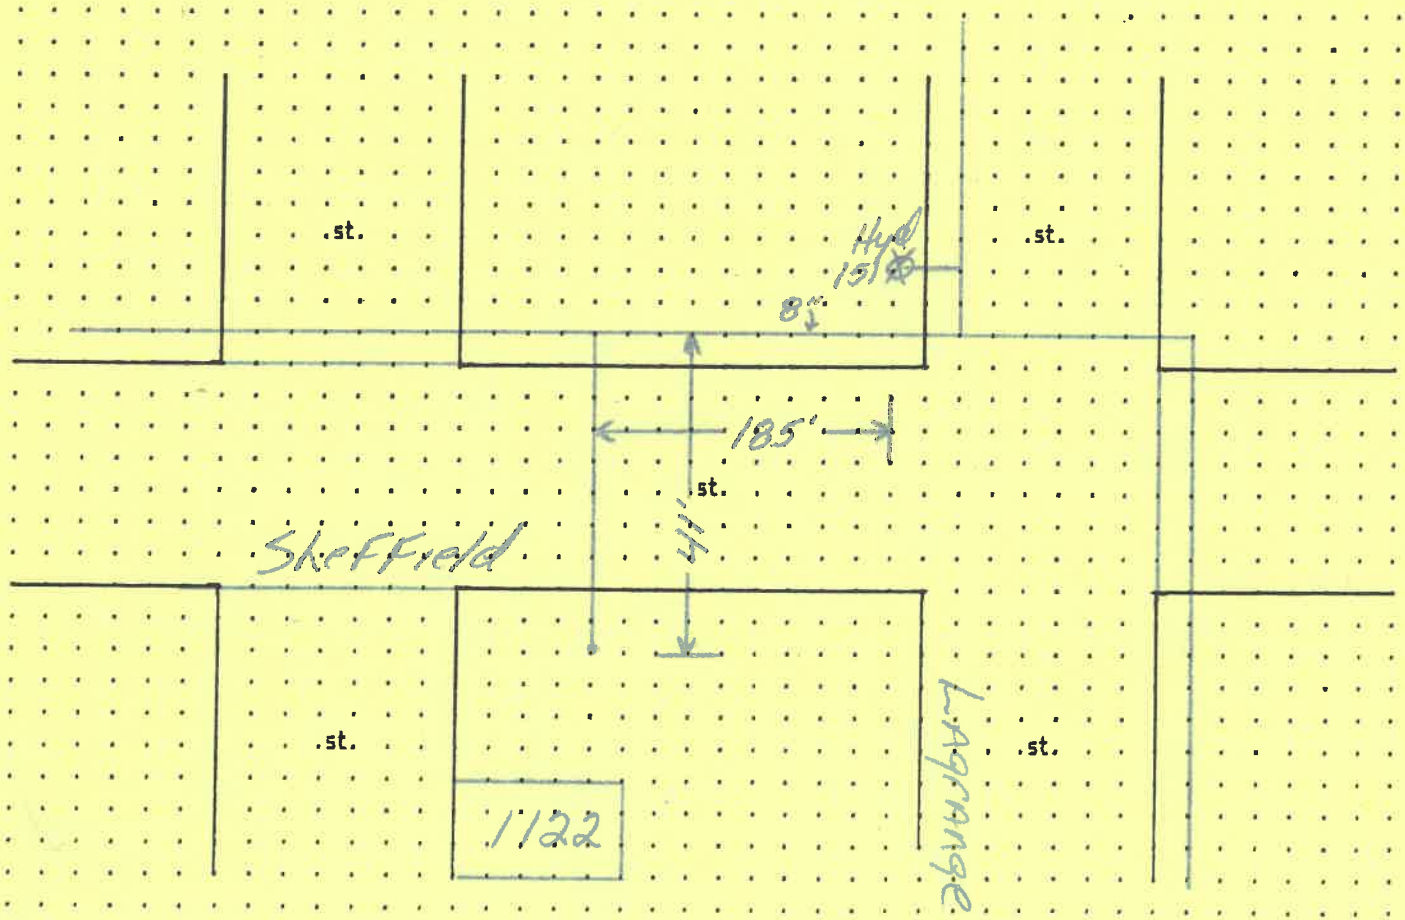 .st.
.st.
Hyd
151
8"
185'
.st.
41'
Sheffield
.st.
Lagrange
.st.
1122